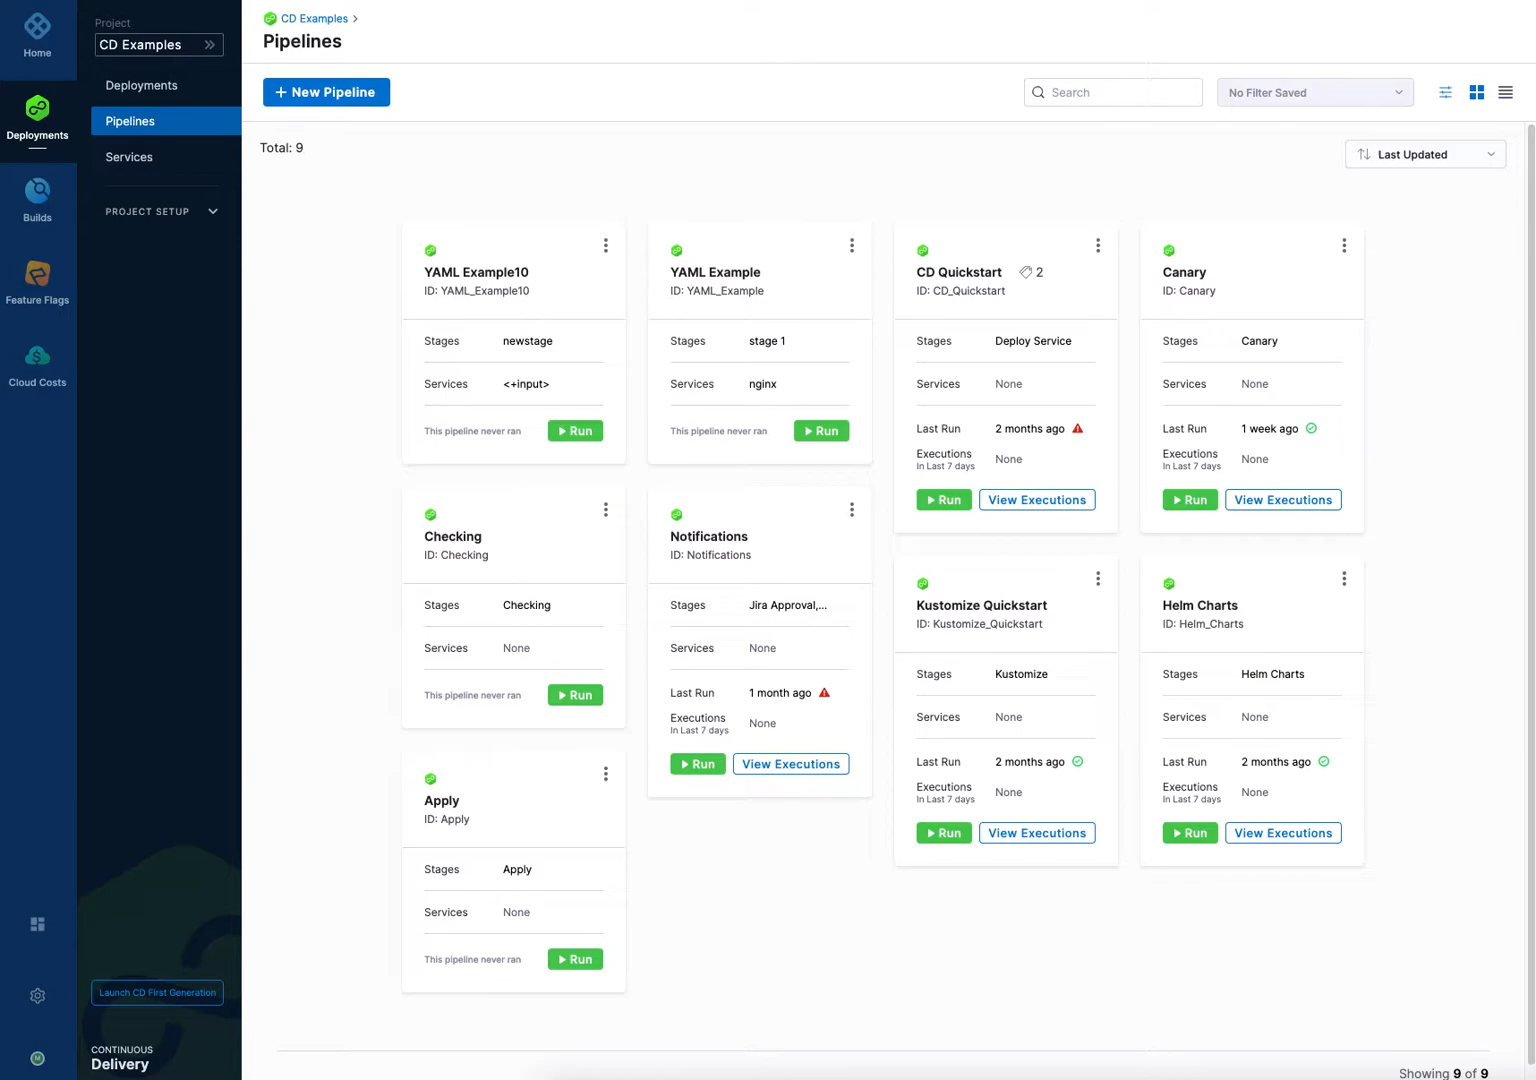 Home
Deployments
Builds
Feature Flags
Cloud Costs
Project
CD Examples
Deployments
Pipelines
Services
PROJECT SETUP
Launch CD First Generation
CONTINUOUS
Delivery
M
CD Examples
Pipelines
+ New Pipeline
Search
No Filter Saved
Total: 9
Last Updated
YAML Example10
ID: YAML_Example10
Stages newstage
Services <+input>
This pipeline never ran Run
YAML Example
ID: YAML_Example
Stages stage 1
Services nginx
This pipeline never ran Run
CD Quickstart 2
ID: CD_Quickstart
Stages Deploy Service
Services None
Last Run 2 months ago
Executions None
In Last 7 days
Run View Executions
Canary
ID: Canary
Stages Canary
Services None
Last Run 1 week ago
Executions None
In Last 7 days
Run View Executions
Checking
ID: Checking
Stages Checking
Services None
This pipeline never ran Run
Notifications
ID: Notifications
Stages Jira Approval,...
Services None
Last Run 1 month ago
Executions None
In Last 7 days
Run View Executions
Kustomize Quickstart
ID: Kustomize_Quickstart
Stages Kustomize
Services None
Last Run 2 months ago
Executions None
In Last 7 days
Run View Executions
Helm Charts
ID: Helm_Charts
Stages Helm Charts
Services None
Last Run 2 months ago
Executions None
In Last 7 days
Run View Executions
Apply
ID: Apply
Stages Apply
Services None
This pipeline never ran Run
Showing 9 of 9